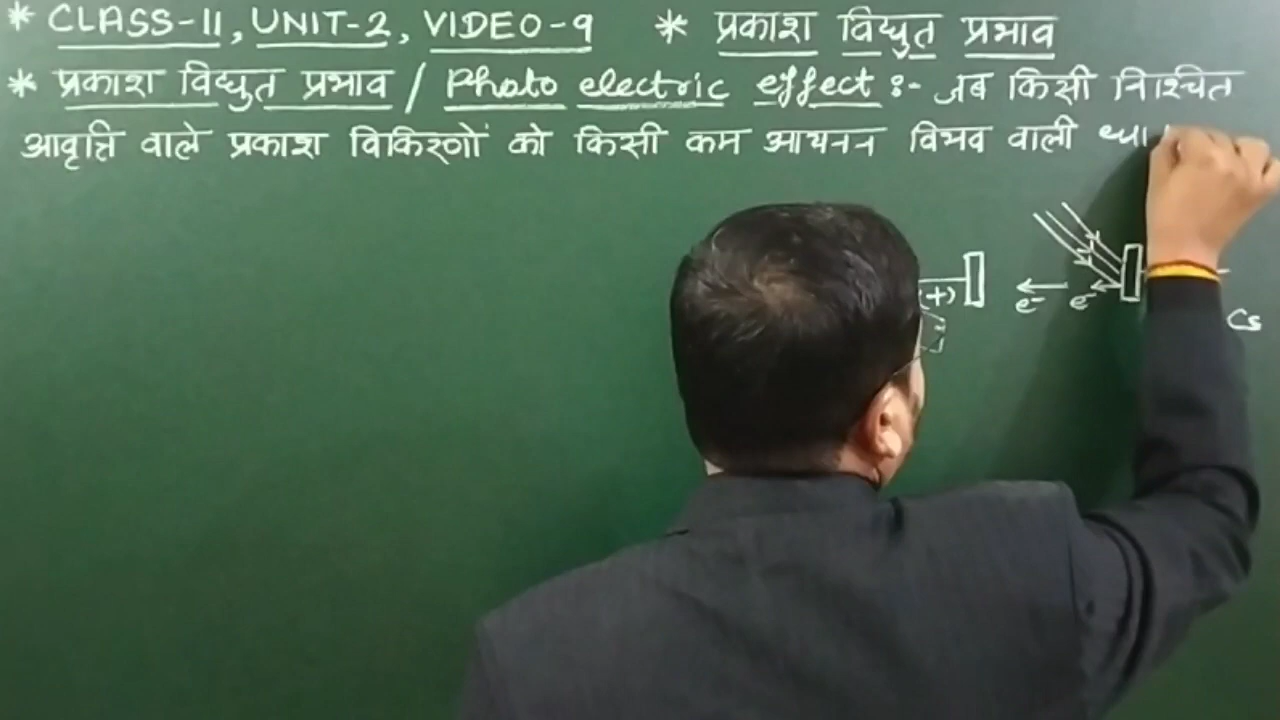 * CLASS-11, UNIT-2, VIDEO-9 * प्रकाश विद्युत प्रभाव
* प्रकाश विद्युत प्रभाव / Photo electric effect :- जब किसी निश्चित
आवृत्ति वाले प्रकाश विकिरणों को किसी कम आयनन विभव वाली
(+) e⁻ e⁻
Cs